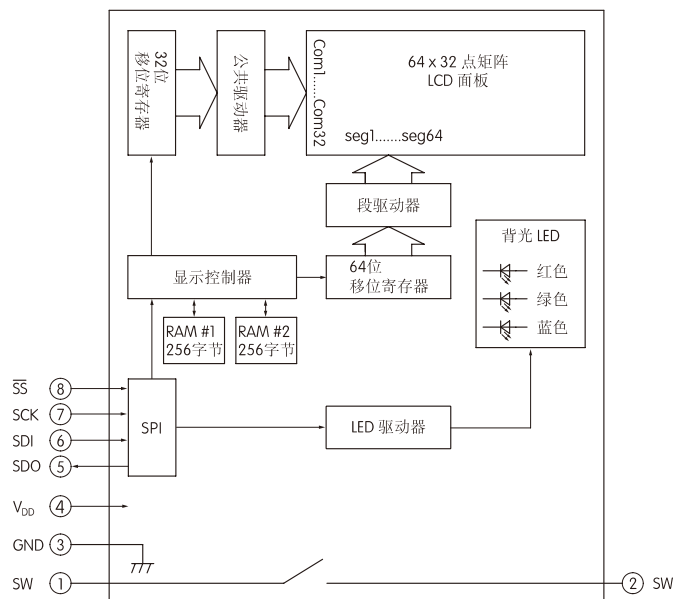 32位
移位寄存器
公共驱动器
Com1.....Com32
64 x 32 点矩阵
LCD 面板
seg1.......seg64
段驱动器
背光 LED
显示控制器
64位
移位寄存器
红色
绿色
蓝色
RAM #1
256字节
RAM #2
256字节
SS 8
SCK 7
SDI 6
SDO 5
SPI
LED 驱动器
VDD 4
GND 3
SW 1
2 SW